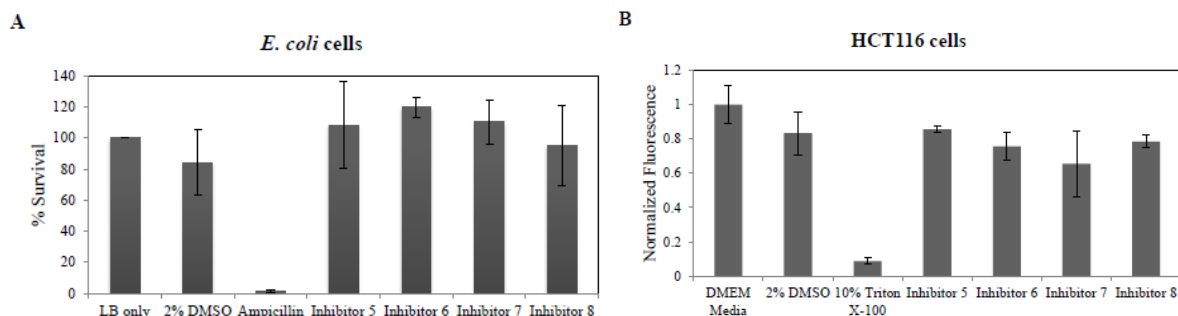 A
E. coli cells
% Survival
140
120
100
80
60
40
20
0
LB only 2% DMSO Ampicillin Inhibitor 5 Inhibitor 6 Inhibitor 7 Inhibitor 8
B
HCT116 cells
Normalized Fluorescence
1.2
1
0.8
0.6
0.4
0.2
0
DMEM 2% DMSO 10% Triton Inhibitor 5 Inhibitor 6 Inhibitor 7 Inhibitor 8
Media X-100